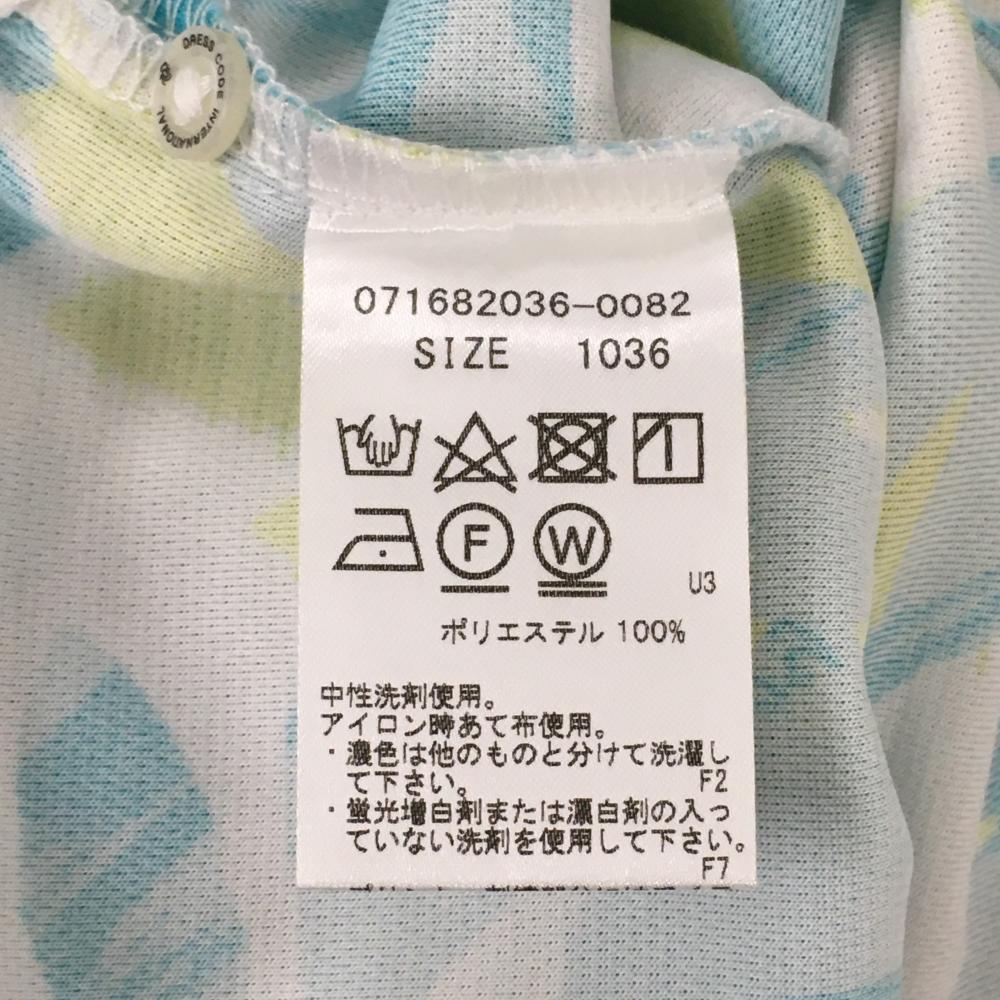 DRESS CODE INTERNATIONAL
071682036-0082
SIZE 1036
F W
U3
ポリエステル 100%
中性洗剤使用。
アイロン時あて布使用。
・濃色は他のものと分けて洗濯し
て下さい。 F2
・蛍光増白剤または漂白剤の入っ
ていない洗剤を使用して下さい。
F7